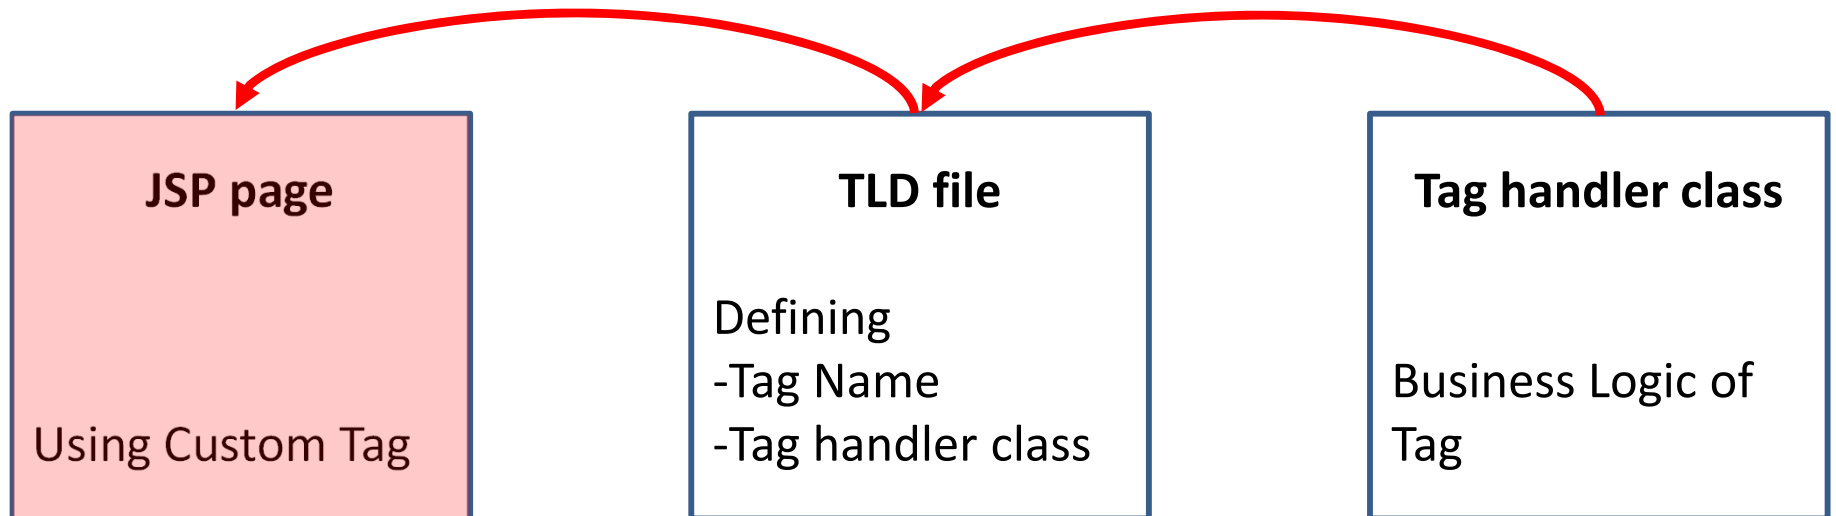 JSP page
Using Custom Tag
TLD file
Defining
-Tag Name
-Tag handler class
Tag handler class
Business Logic of
Tag